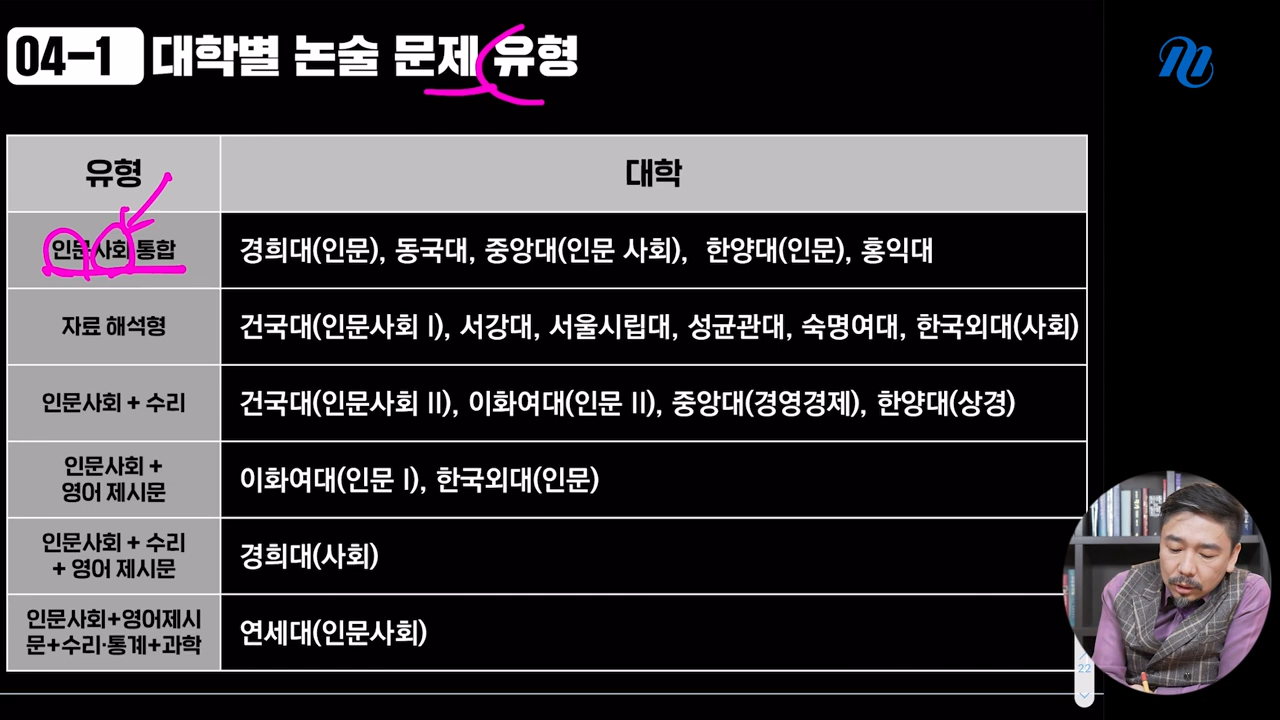 04-1 대학별 논술 문제 유형
유형 대학
인문사회 통합 경희대(인문), 동국대, 중앙대(인문 사회), 한양대(인문), 홍익대
자료 해석형 건국대(인문사회 I), 서강대, 서울시립대, 성균관대, 숙명여대, 한국외대(사회)
인문사회 + 수리 건국대(인문사회 II), 이화여대(인문 II), 중앙대(경영경제), 한양대(상경)
인문사회 +
영어 제시문
이화여대(인문 I), 한국외대(인문)
인문사회 + 수리
+ 영어 제시문
경희대(사회)
인문사회+영어제시
문+수리·통계+과학
연세대(인문사회)
22